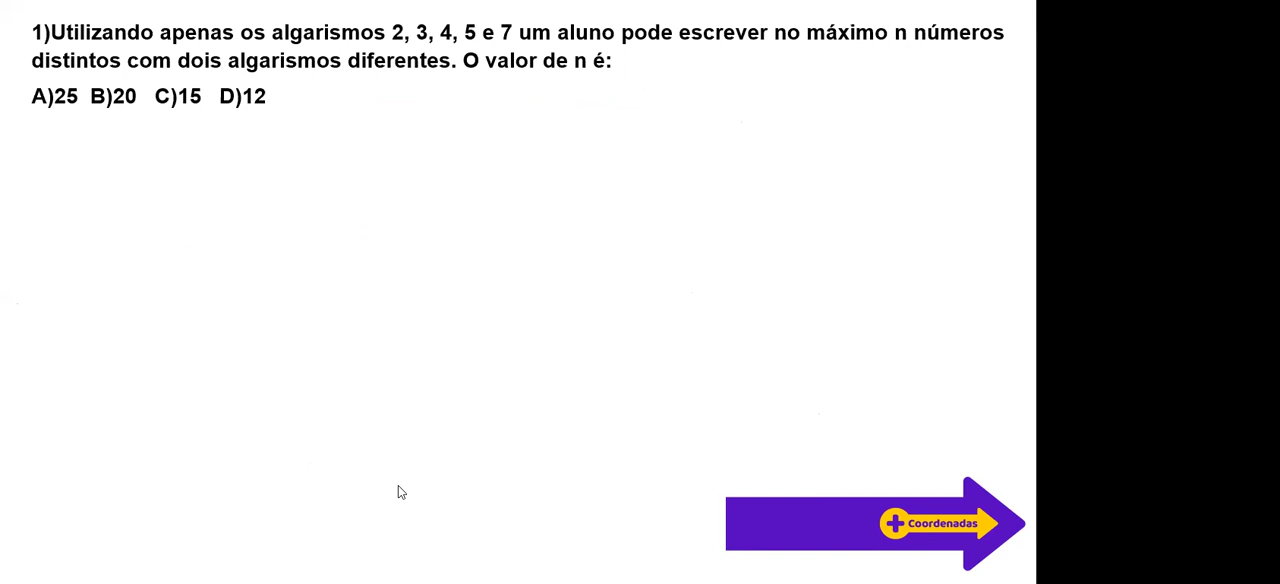 1)Utilizando apenas os algarismos 2, 3, 4, 5 e 7 um aluno pode escrever no máximo n números
distintos com dois algarismos diferentes. O valor de n é:
A)25 B)20 C)15 D)12
Coordenadas